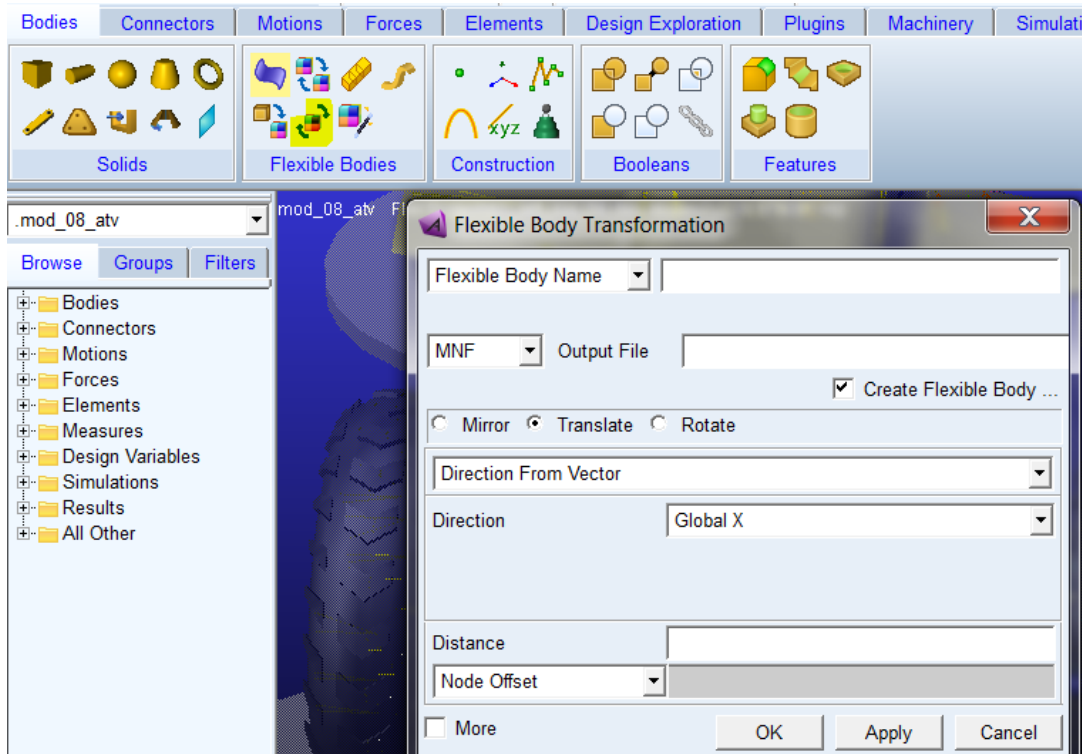 Bodies Connectors Motions Forces Elements Design Exploration Plugins Machinery Simulati
xyz
Solids Flexible Bodies Construction Booleans Features
.mod_08_atv
mod_08_atv Fl
Browse Groups Filters
Bodies
Connectors
Motions
Forces
Elements
Measures
Design Variables
Simulations
Results
All Other
Flexible Body Transformation
Flexible Body Name
MNF Output File
Create Flexible Body ...
Mirror Translate Rotate
Direction From Vector
Direction Global X
Distance
Node Offset
More OK Apply Cancel